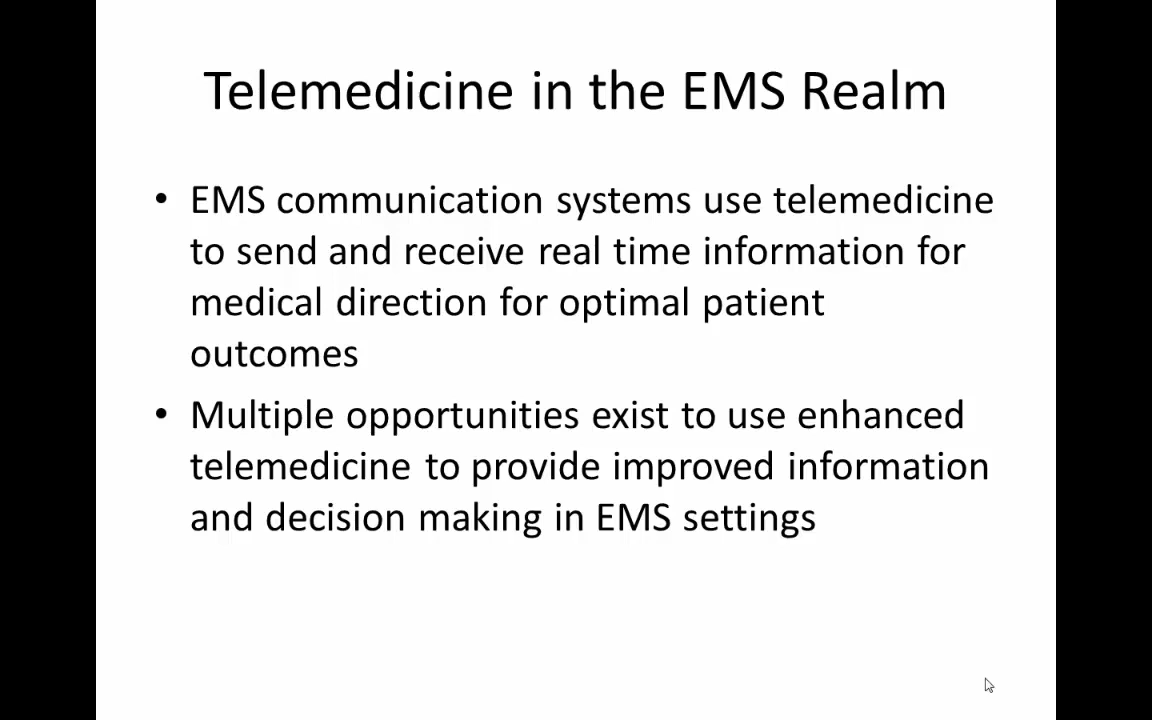 Telemedicine in the EMS Realm
• EMS communication systems use telemedicine
to send and receive real time information for
medical direction for optimal patient
outcomes
• Multiple opportunities exist to use enhanced
telemedicine to provide improved information
and decision making in EMS settings